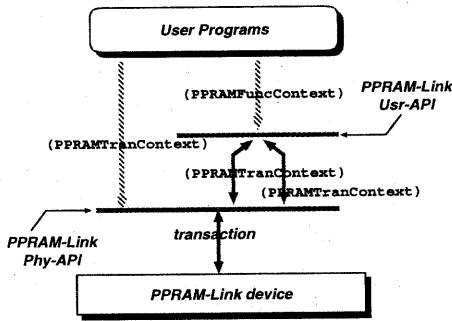 User Programs
(PPRAMFuncContext)
PPRAM-Link
Usr-API
(PPRAMTranContext)
(PPRAMTranContext)
(PPRAMTranContext)
PPRAM-Link
Phy-API
transaction
PPRAM-Link device